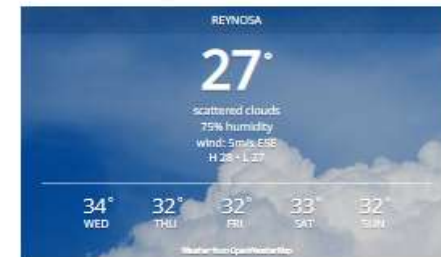 REYNOSA
27°
scattered clouds
75% humidity
wind: 5m/s ESE
H 28 • L 27
34° 32° 32° 33° 32°
WED THU FRI SAT SUN
Weather from OpenWeatherMap